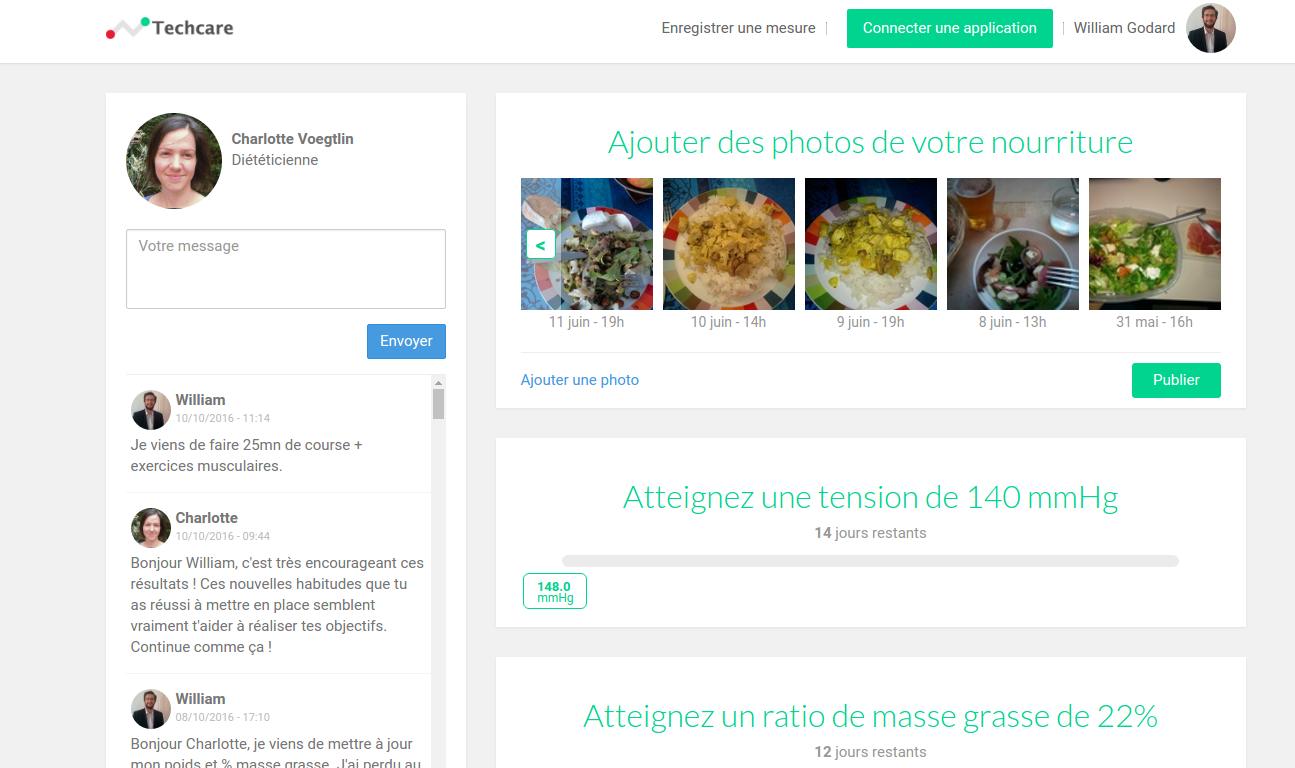 Techcare
Enregistrer une mesure
Connecter une application
William Godard
Charlotte Voegtlin
Diététicienne
Votre message
Envoyer
William
10/10/2016 - 11:14
Je viens de faire 25mn de course +
exercices musculaires.
Charlotte
10/10/2016 - 09:44
Bonjour William, c'est très encourageant ces
résultats ! Ces nouvelles habitudes que tu
as réussi à mettre en place semblent
vraiment t'aider à réaliser tes objectifs.
Continue comme ça !
William
08/10/2016 - 17:10
Bonjour Charlotte, je viens de mettre à jour
mon poids et % masse grasse. J'ai perdu au
Ajouter des photos de votre nourriture
<
11 juin - 19h
10 juin - 14h
9 juin - 19h
8 juin - 13h
31 mai - 16h
Ajouter une photo
Publier
Atteignez une tension de 140 mmHg
14 jours restants
148.0
mmHg
Atteignez un ratio de masse grasse de 22%
12 jours restants